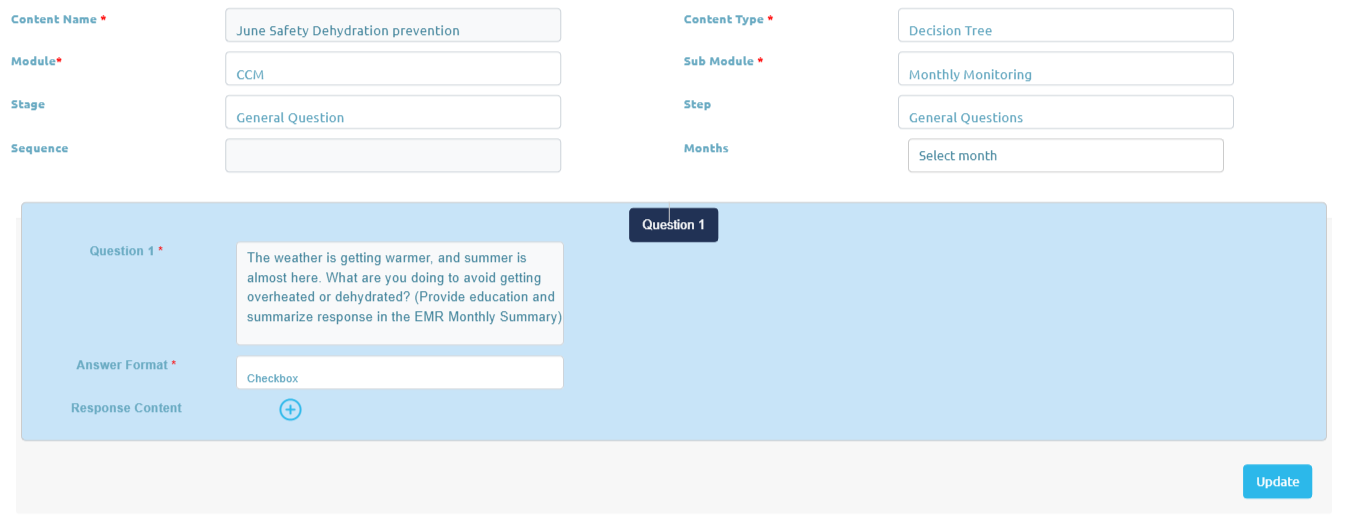 Content Name *
June Safety Dehydration prevention
Content Type *
Decision Tree
Module*
CCM
Sub Module *
Monthly Monitoring
Stage
General Question
Step
General Questions
Sequence
Months
Select month
Question 1
Question 1 *
The weather is getting warmer, and summer is
almost here. What are you doing to avoid getting
overheated or dehydrated? (Provide education and
summarize response in the EMR Monthly Summary)
Answer Format *
Checkbox
Response Content
Update